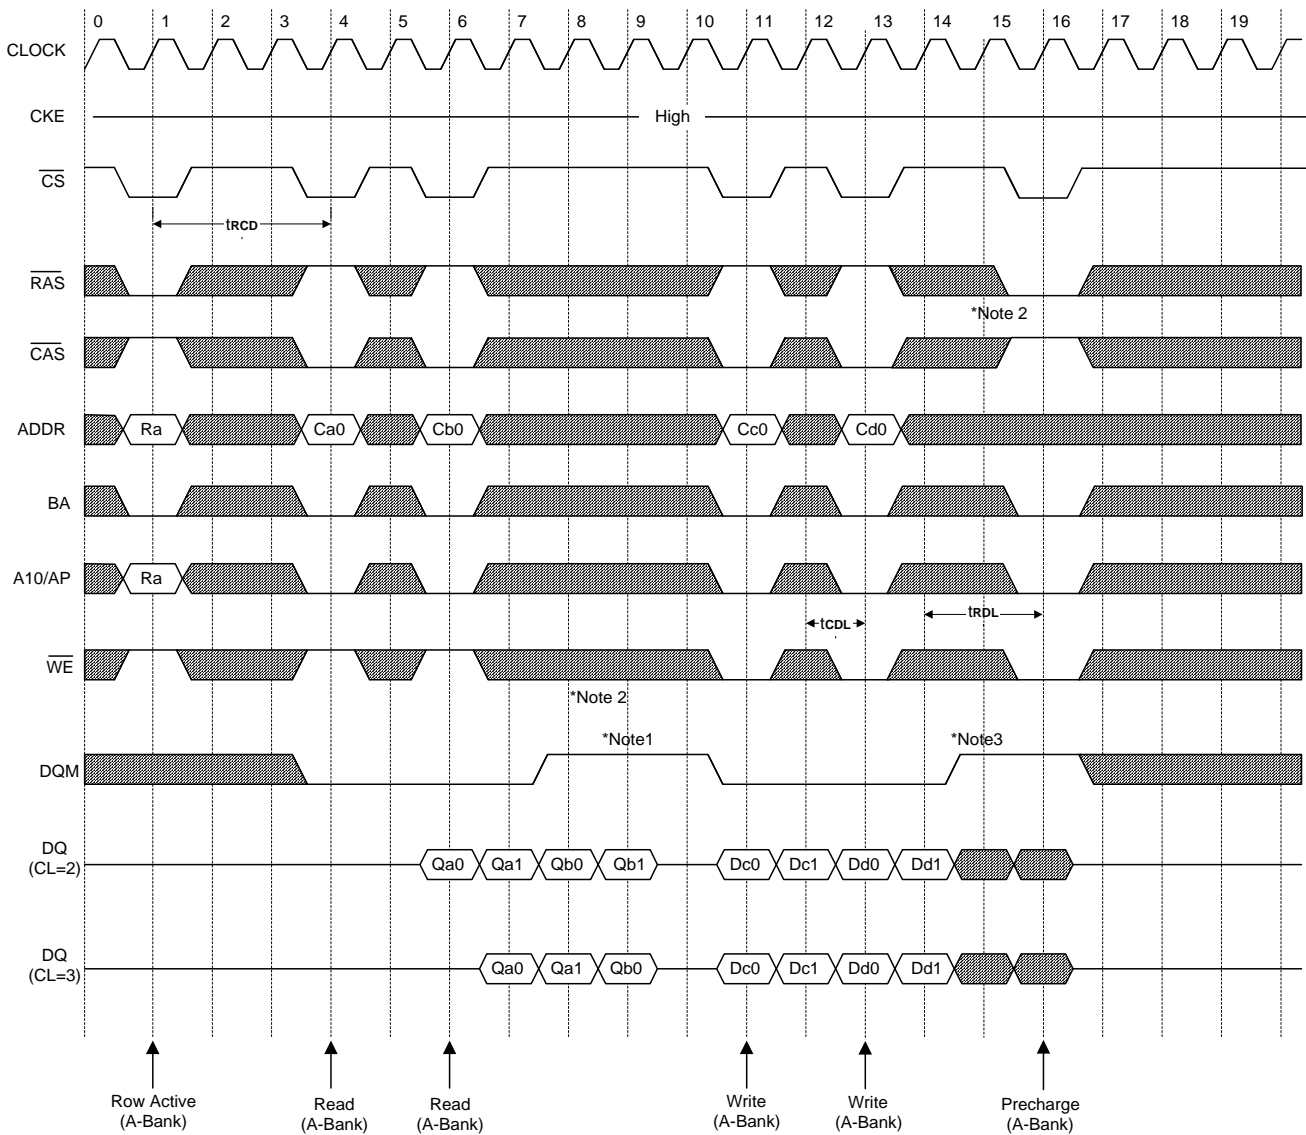 0 1 2 3 4 5 6 7 8 9 10 11 12 13 14 15 16 17 18 19
CLOCK
CKE High
CS
tRCD
RAS
*Note 2
CAS
ADDR Ra Ca0 Cb0 Cc0 Cd0
BA
A10/AP Ra
tCDL tRDL
WE
*Note 2
*Note1 *Note3
DQM
DQ
(CL=2) Qa0 Qa1 Qb0 Qb1 Dc0 Dc1 Dd0 Dd1
DQ
(CL=3) Qa0 Qa1 Qb0 Dc0 Dc1 Dd0 Dd1
Row Active
(A-Bank)
Read
(A-Bank)
Read
(A-Bank)
Write
(A-Bank)
Write
(A-Bank)
Precharge
(A-Bank)